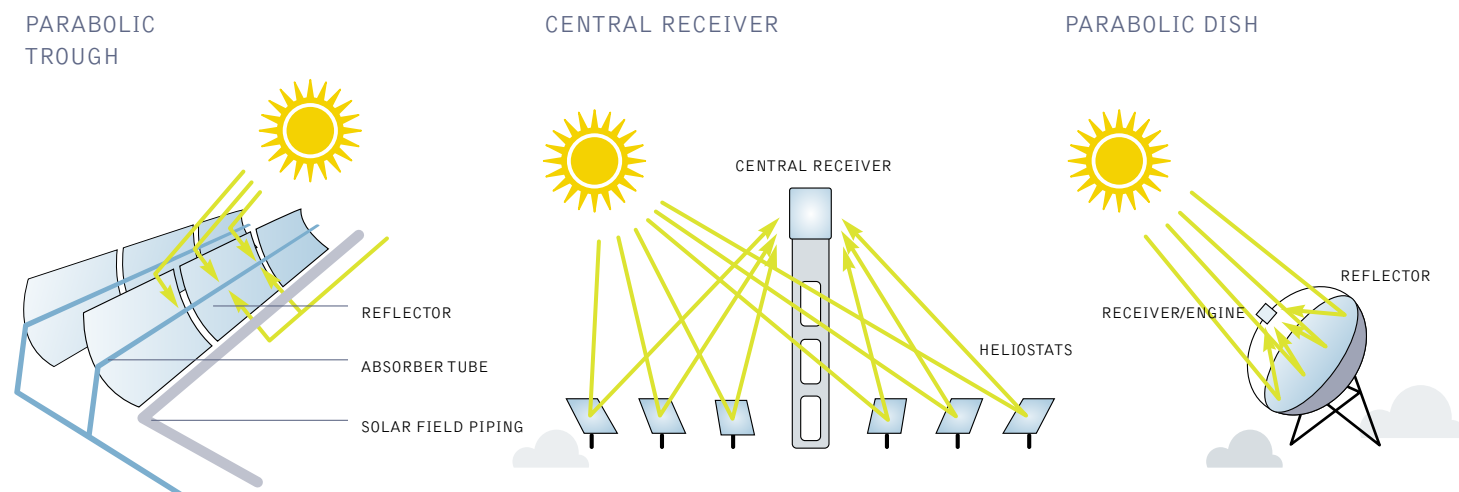 PARABOLIC
TROUGH
REFLECTOR
ABSORBER TUBE
SOLAR FIELD PIPING
CENTRAL RECEIVER
CENTRAL RECEIVER
HELIOSTATS
PARABOLIC DISH
REFLECTOR
RECEIVER/ENGINE